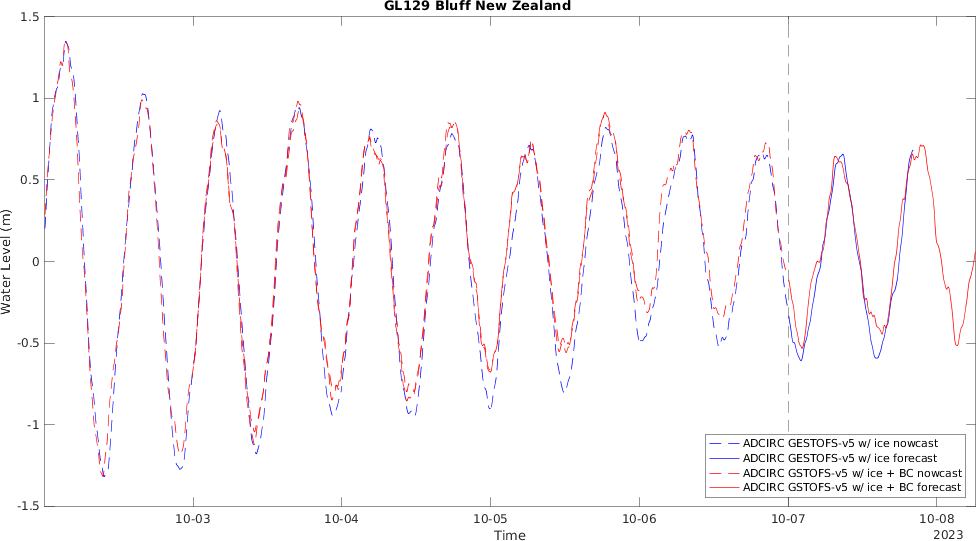 GL129 Bluff New Zealand
1.5
1
0.5
0
-0.5
-1
-1.5
Water Level (m)
10-03
10-04
10-05
10-06
10-07
10-08
Time
2023
ADCIRC GESTOFS-v5 w/ ice nowcast
ADCIRC GESTOFS-v5 w/ ice forecast
ADCIRC GSTOFS-v5 w/ ice + BC nowcast
ADCIRC GSTOFS-v5 w/ ice + BC forecast